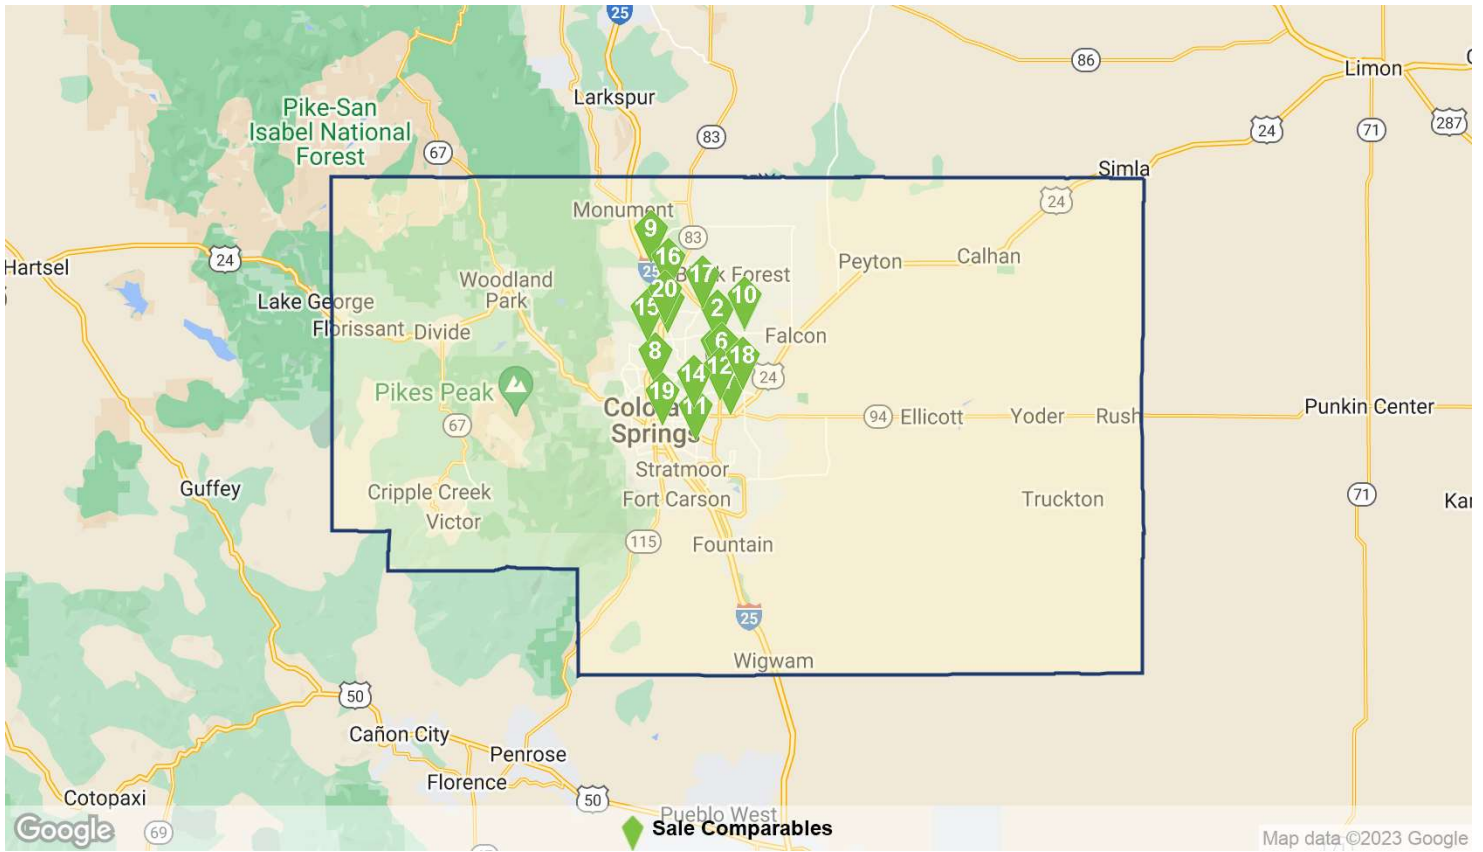 25
86
Limon
Larkspur
Pike-San
Isabel National
Forest
83
71
287
24
67
Simla
24
Monument
9
83
16
25
Forest
17
Peyton
Calhan
Hartsel
24
Woodland
Park
20
10
Lake George
15
2
Florissant
Divide
Falcon
6
8
18
12
14
24
Pikes Peak
19
11
Springs
67
94
Ellicott
Yoder
Rush
Punkin Center
Stratmoor
Guffey
Cripple Creek
Fort Carson
Truckton
71
Victor
115
Fountain
25
Wigwam
50
Cañon City
Penrose
Florence
Cotopaxi
50
Pueblo West
Google
69
Sale Comparables
Map data ©2023 Google